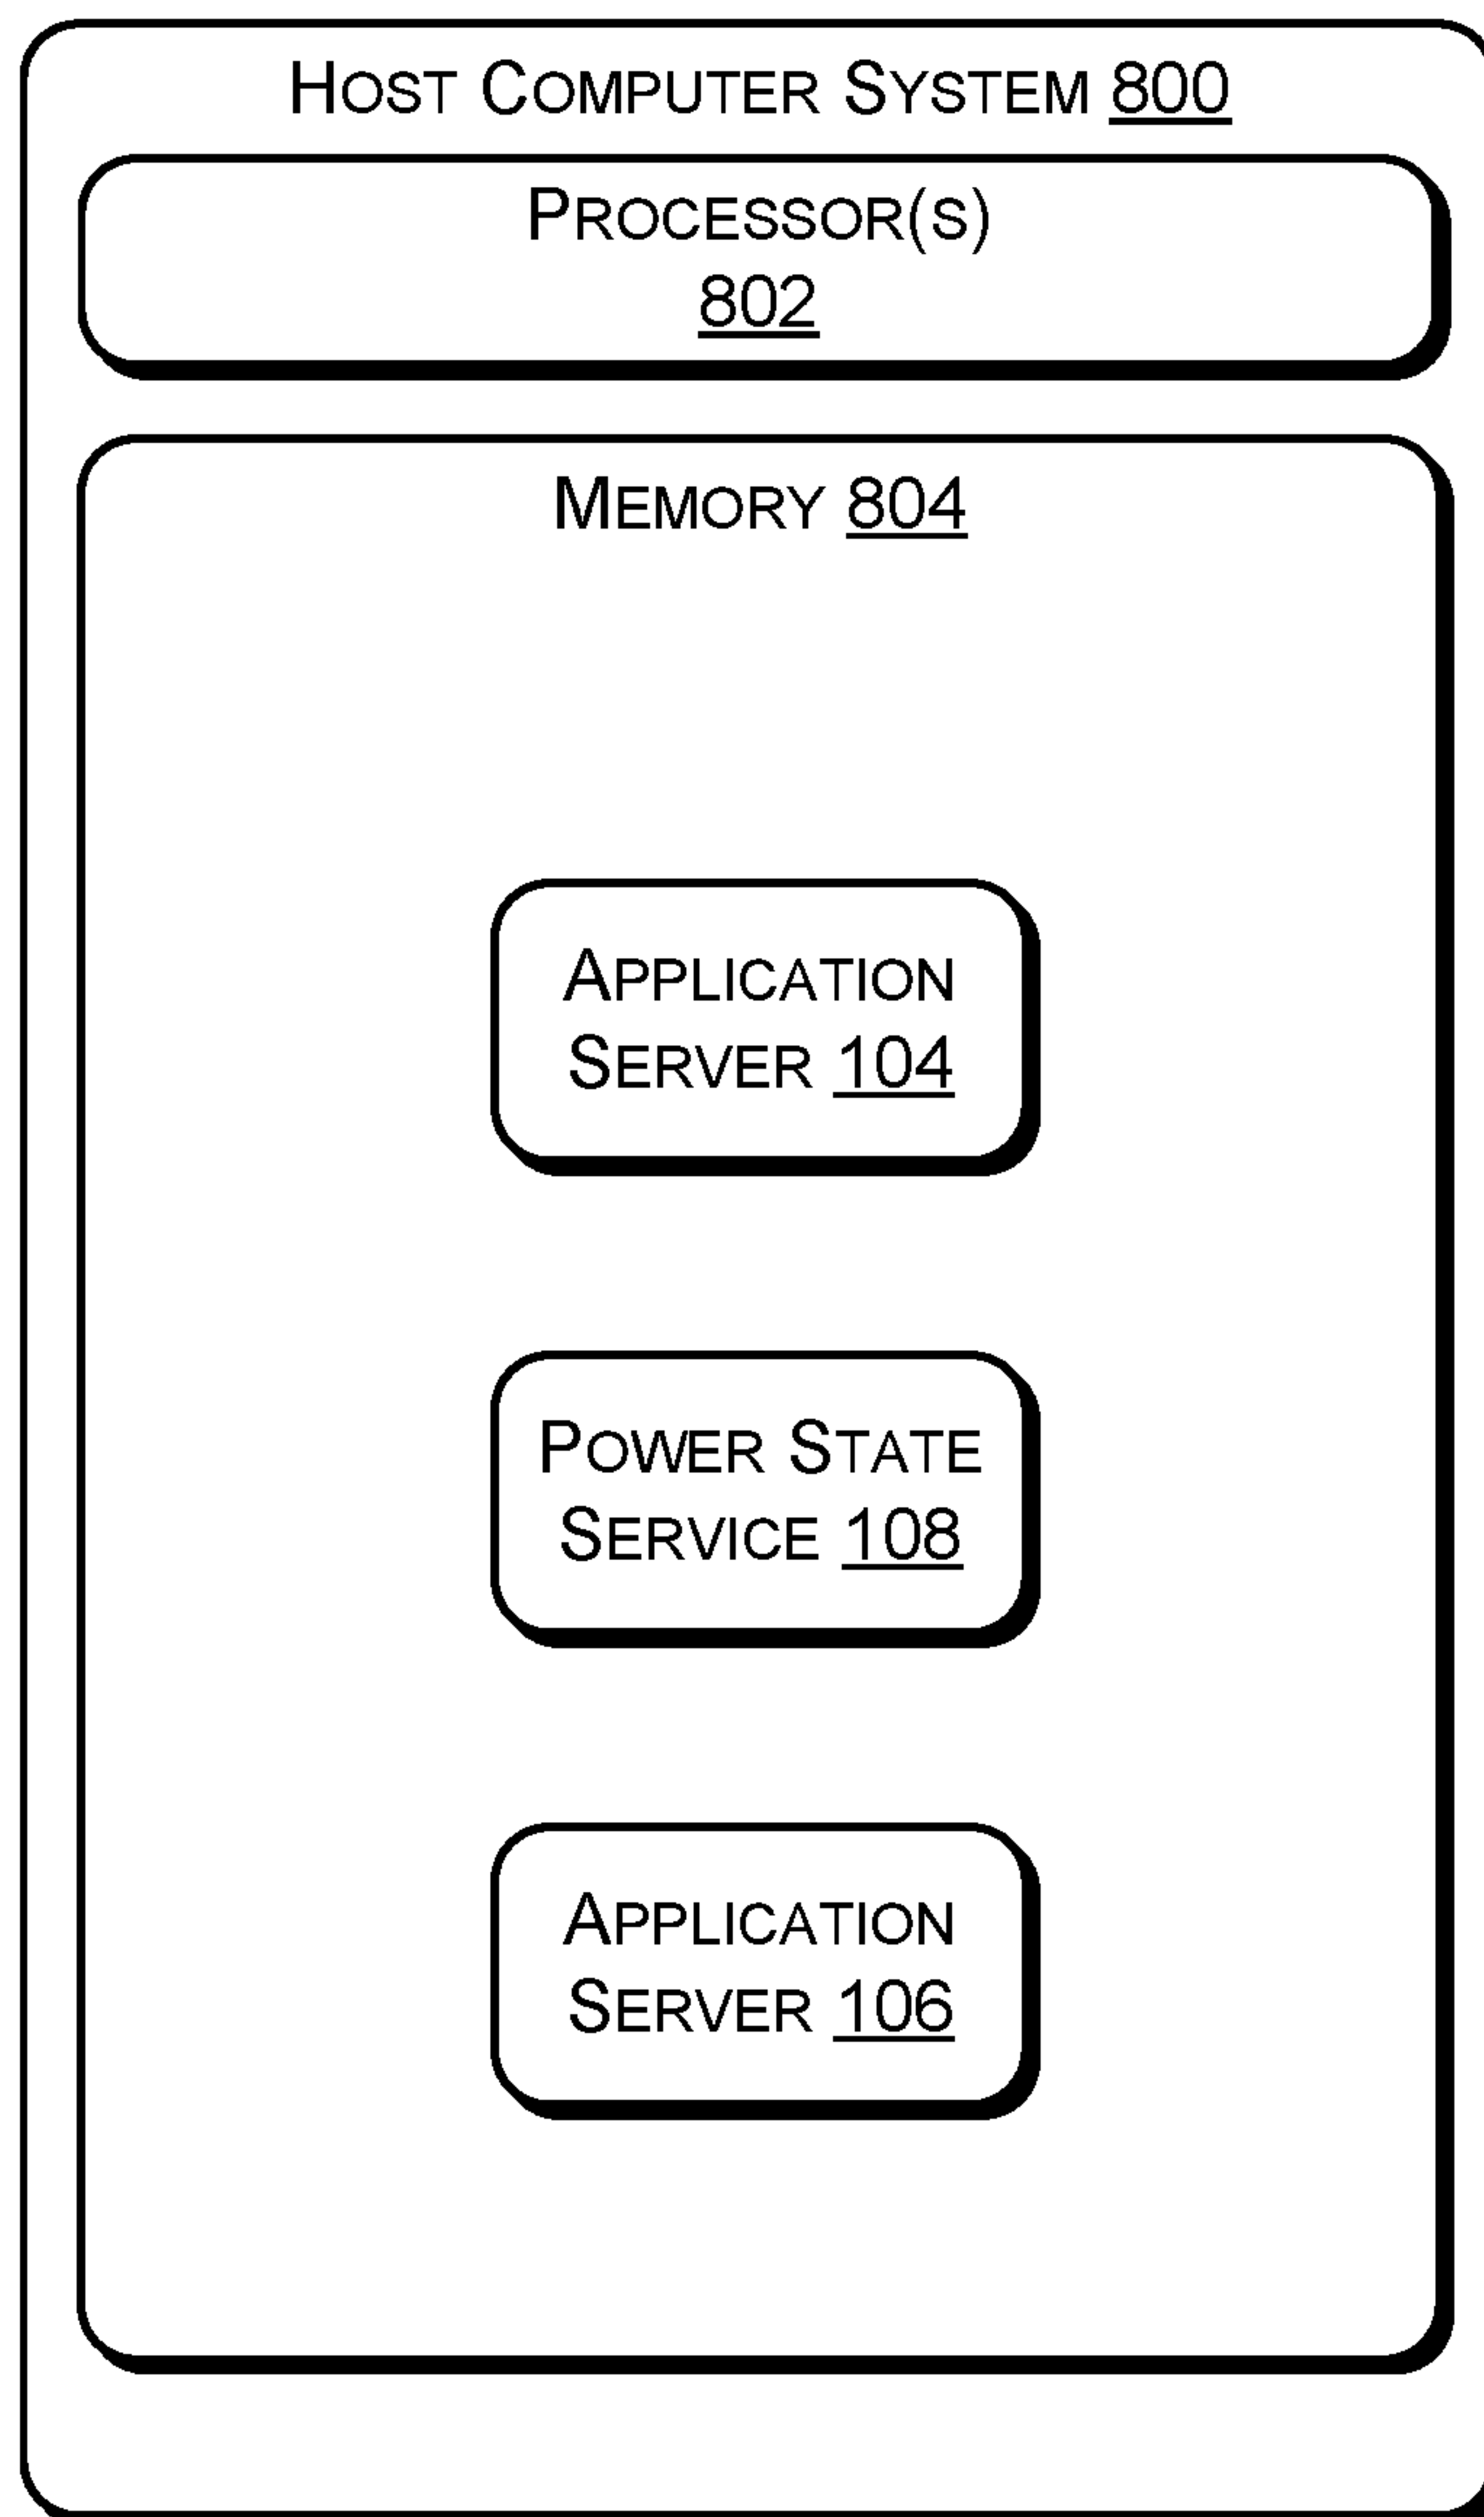 HOST COMPUTER SYSTEM 800
PROCESSOR(S)
802
MEMORY 804
APPLICATION
SERVER 104
POWER STATE
SERVICE 108
APPLICATION
SERVER 106